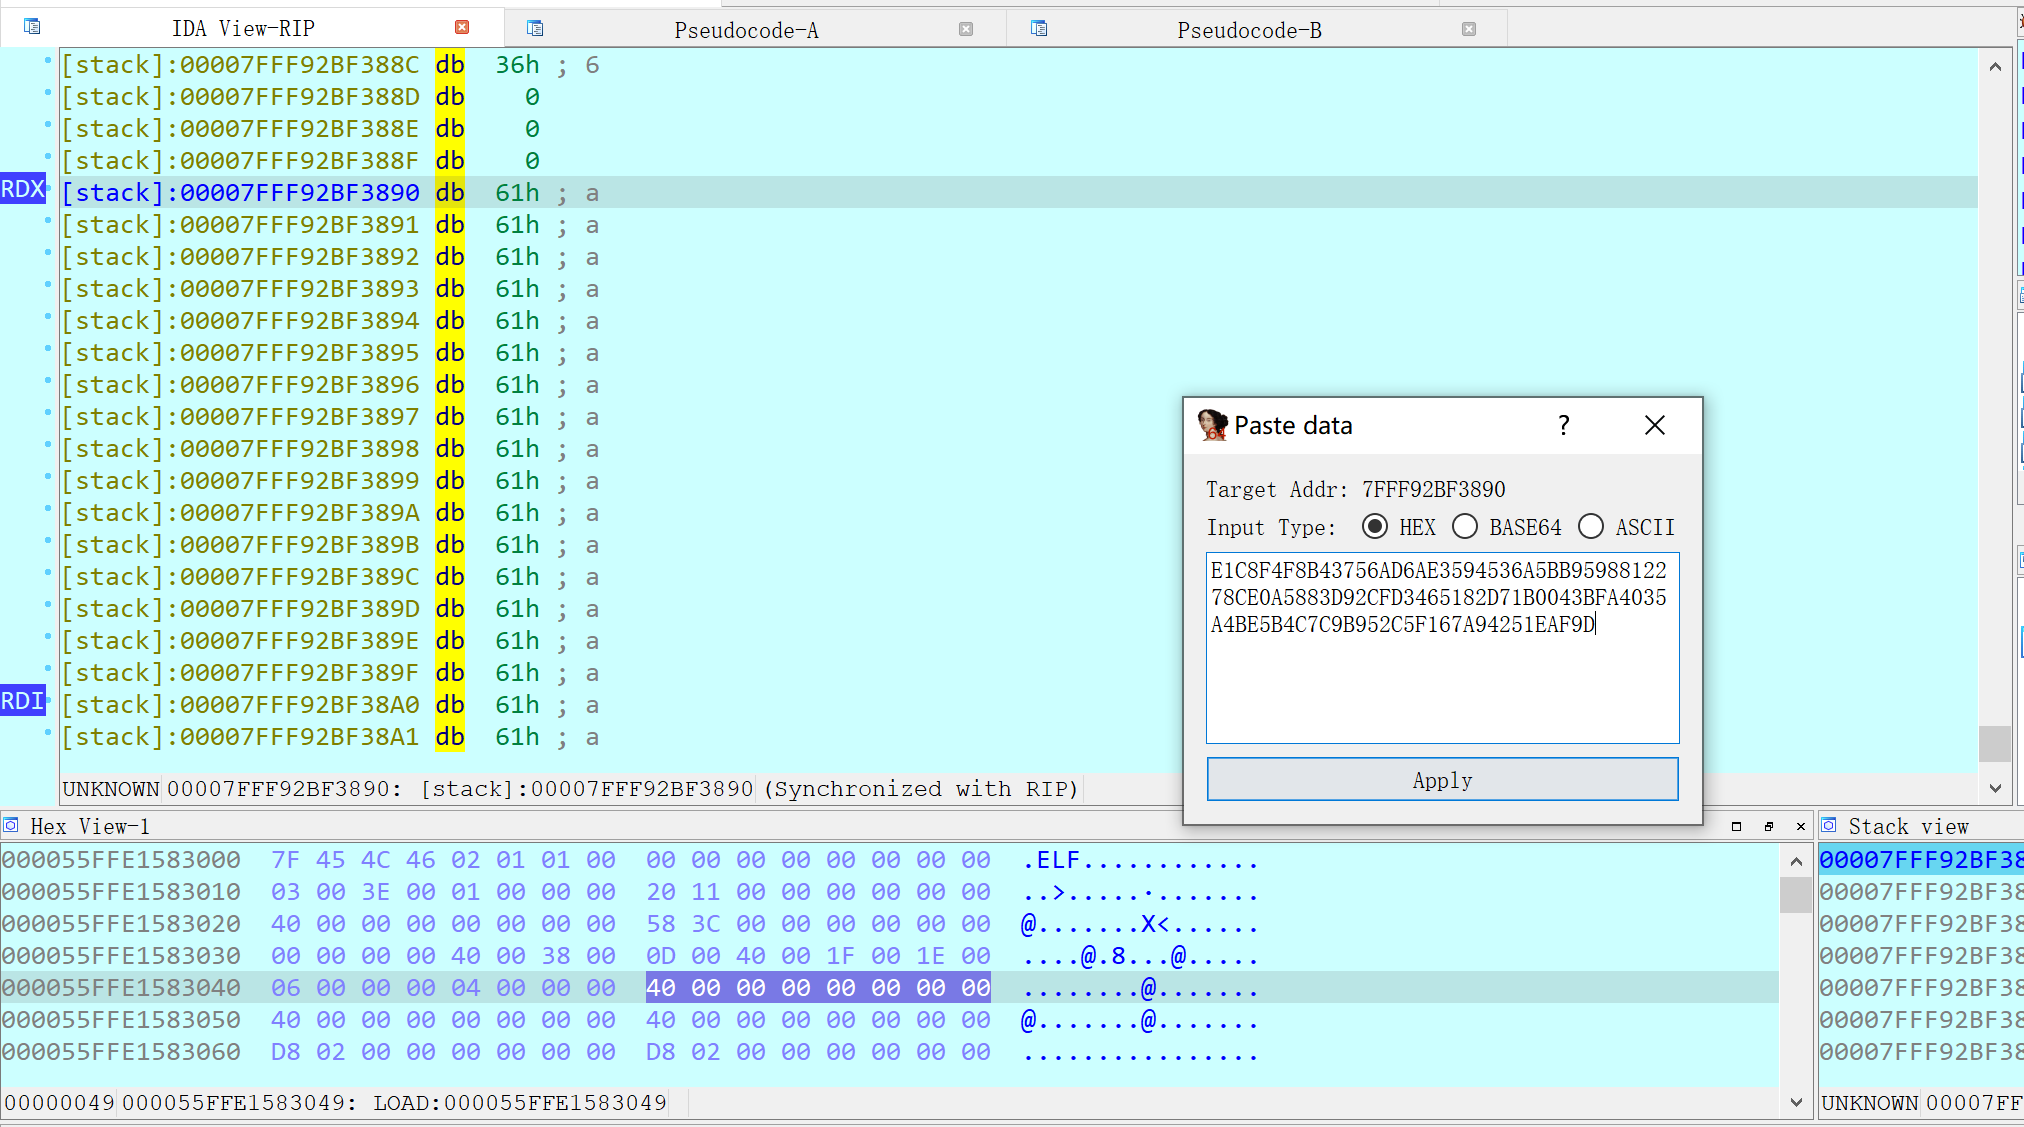 IDA View-RIP
Pseudocode-A
Pseudocode-B
[stack]:00007FFF92BF388C db 36h ; 6
[stack]:00007FFF92BF388D db 0
[stack]:00007FFF92BF388E db 0
[stack]:00007FFF92BF388F db 0
RDX [stack]:00007FFF92BF3890 db 61h ; a
[stack]:00007FFF92BF3891 db 61h ; a
[stack]:00007FFF92BF3892 db 61h ; a
[stack]:00007FFF92BF3893 db 61h ; a
[stack]:00007FFF92BF3894 db 61h ; a
[stack]:00007FFF92BF3895 db 61h ; a
[stack]:00007FFF92BF3896 db 61h ; a
[stack]:00007FFF92BF3897 db 61h ; a
[stack]:00007FFF92BF3898 db 61h ; a
[stack]:00007FFF92BF3899 db 61h ; a
[stack]:00007FFF92BF389A db 61h ; a
[stack]:00007FFF92BF389B db 61h ; a
[stack]:00007FFF92BF389C db 61h ; a
[stack]:00007FFF92BF389D db 61h ; a
[stack]:00007FFF92BF389E db 61h ; a
[stack]:00007FFF92BF389F db 61h ; a
RDI [stack]:00007FFF92BF38A0 db 61h ; a
[stack]:00007FFF92BF38A1 db 61h ; a
UNKNOWN 00007FFF92BF3890: [stack]:00007FFF92BF3890 (Synchronized with RIP)
Paste data
Target Addr: 7FFF92BF3890
Input Type: HEX BASE64 ASCII
E1C8F4F8B43756AD6AE3594536A5BB95988122
78CE0A5883D92CFD3465182D71B0043BFA4035
A4BE5B4C7C9B952C5F167A94251EAF9D
Apply
Hex View-1
000055FFE1583000 7F 45 4C 46 02 01 01 00 00 00 00 00 00 00 00 00 .ELF............
000055FFE1583010 03 00 3E 00 01 00 00 00 20 11 00 00 00 00 00 00 ..>.....·.......
000055FFE1583020 40 00 00 00 00 00 00 00 58 3C 00 00 00 00 00 00 @.......X<......
000055FFE1583030 00 00 00 00 40 00 38 00 0D 00 40 00 1F 00 1E 00 ....@.8...@.....
000055FFE1583040 06 00 00 00 04 00 00 00 40 00 00 00 00 00 00 00 ........@.......
000055FFE1583050 40 00 00 00 00 00 00 00 40 00 00 00 00 00 00 00 @.......@.......
000055FFE1583060 D8 02 00 00 00 00 00 00 D8 02 00 00 00 00 00 00 ................
00000049 000055FFE1583049: LOAD:000055FFE1583049
Stack view
00007FFF92BF38
00007FFF92BF38
00007FFF92BF38
00007FFF92BF38
00007FFF92BF38
00007FFF92BF38
00007FFF92BF38
UNKNOWN 00007FF